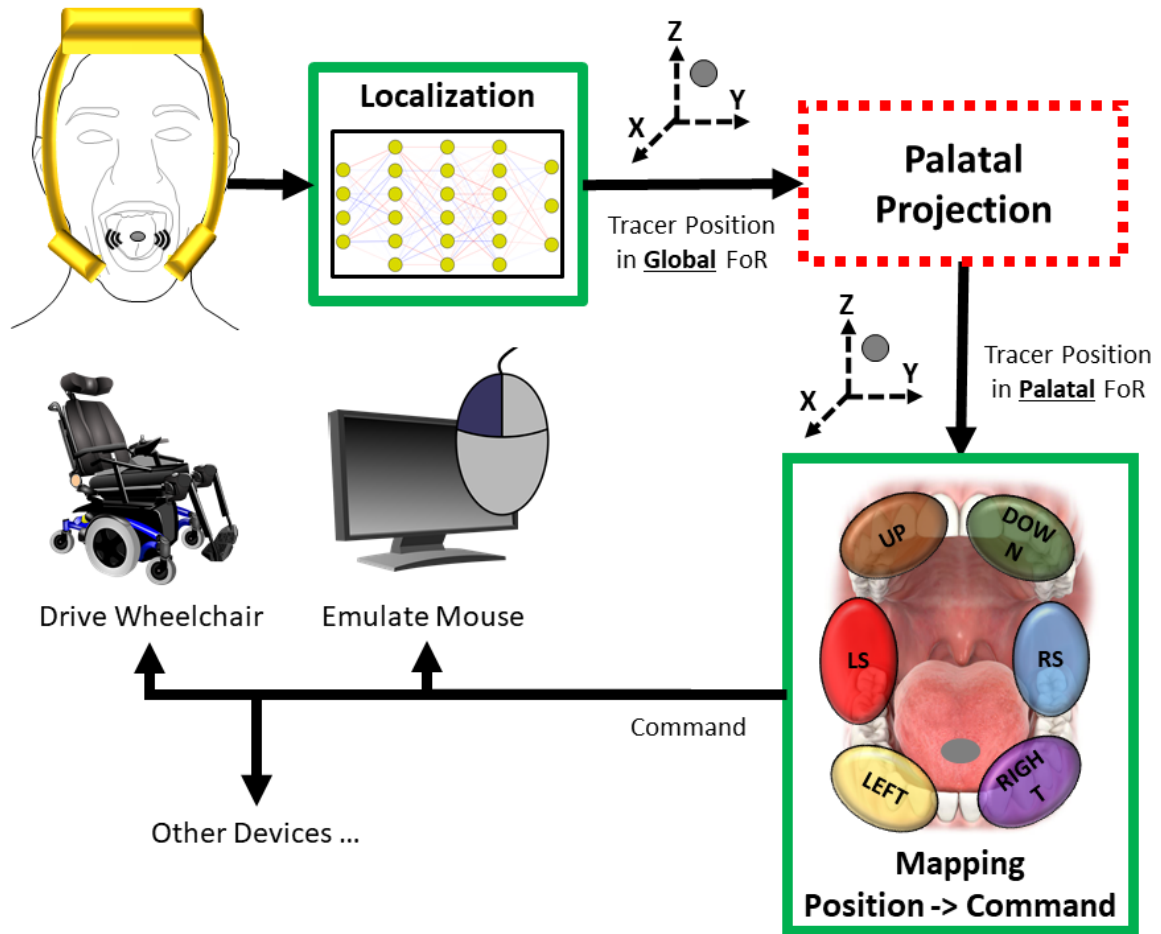 Localization
Z
Y
X
Tracer Position
in Global FoR
Palatal
Projection
Z
Y
X
Tracer Position
in Palatal FoR
UP
DOW
N
LS
RS
LEFT
RIGH
T
Mapping
Position -> Command
Command
Drive Wheelchair
Emulate Mouse
Other Devices ...